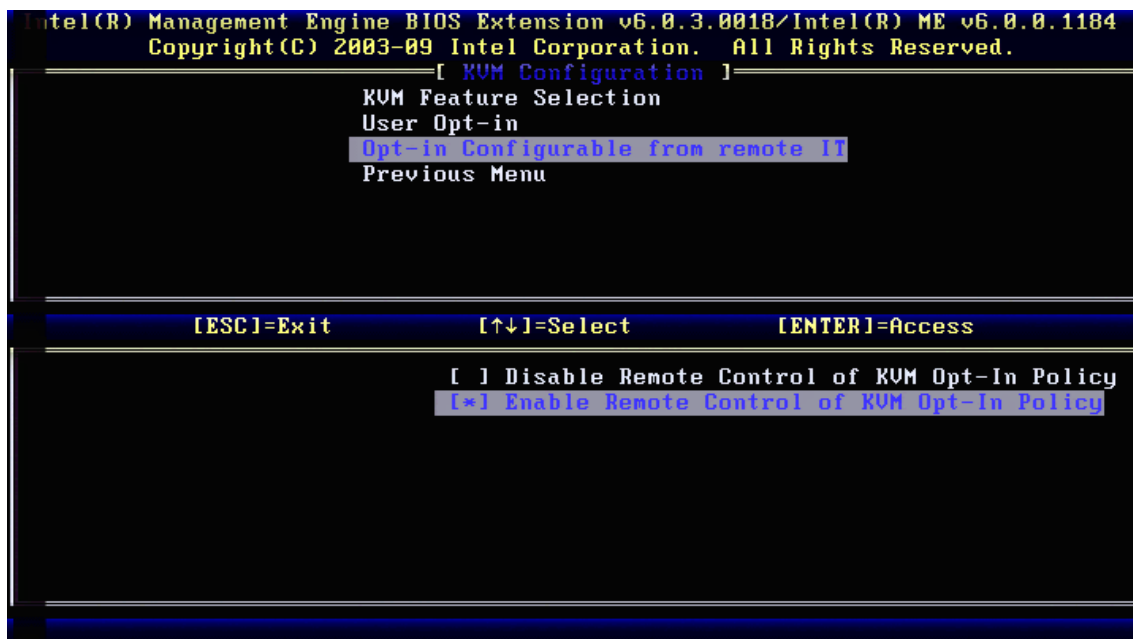 Intel(R) Management Engine BIOS Extension v6.0.3.0018/Intel(R) ME v6.0.0.1184
Copyright(C) 2003-09 Intel Corporation. All Rights Reserved.
[ KVM Configuration ]
KVM Feature Selection
User Opt-in
Opt-in Configurable from remote IT
Previous Menu
[ESC]=Exit [↑↓]=Select [ENTER]=Access
[ ] Disable Remote Control of KVM Opt-In Policy
[*] Enable Remote Control of KVM Opt-In Policy